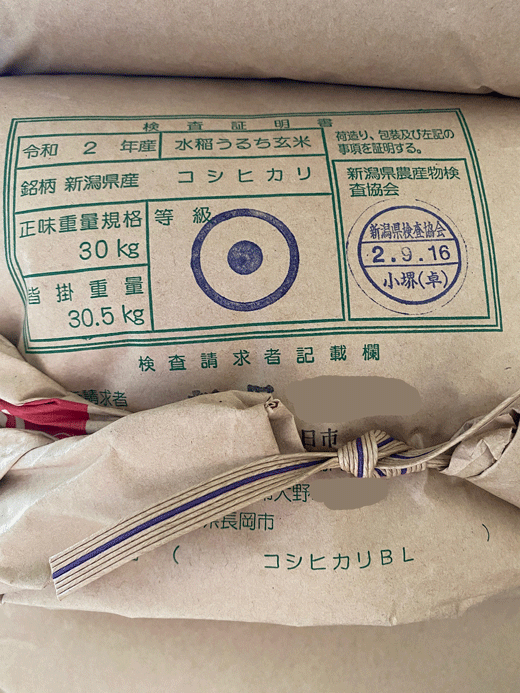 検査証明書
令和 2 年産 水稲うるち玄米
銘柄 新潟県産 コシヒカリ
正味重量規格
30 kg
皆掛重量
30.5 kg
等級
荷造り、包装及び左記の
事項を証明する。
新潟県農産物検
査協会
新潟県検査協会
2.9.16
小堺(卓)
検査請求者記載欄
請求者
日市
大野
県長岡市
( コシヒカリBL )